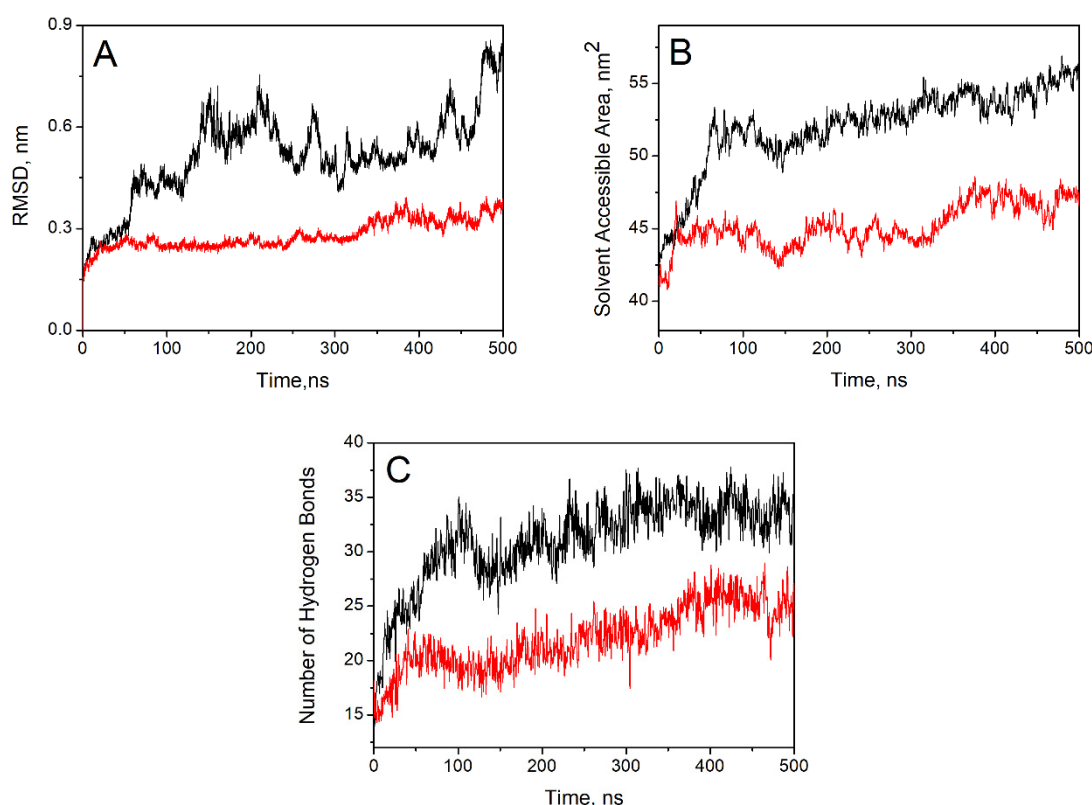 A
RMSD, nm
0.9
0.6
0.3
0.0
0 100 200 300 400 500
Time,ns
B
Solvent Accessible Area, nm²
55
50
45
40
0 100 200 300 400 500
Time, ns
C
Number of Hydrogen Bonds
40
35
30
25
20
15
0 100 200 300 400 500
Time, ns